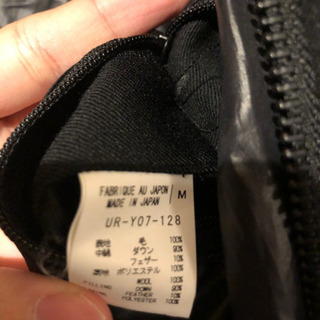 FABRIQUE AU JAPON
MADE IN JAPAN
M
UR-Y07-128
表地 毛 100%
中綿 ダウン 90%
フェザー 10%
裏地 ポリエステル 100%
WOOL 100%
FILLING DOWN 90%
FEATHER 10%
POLYESTER 100%